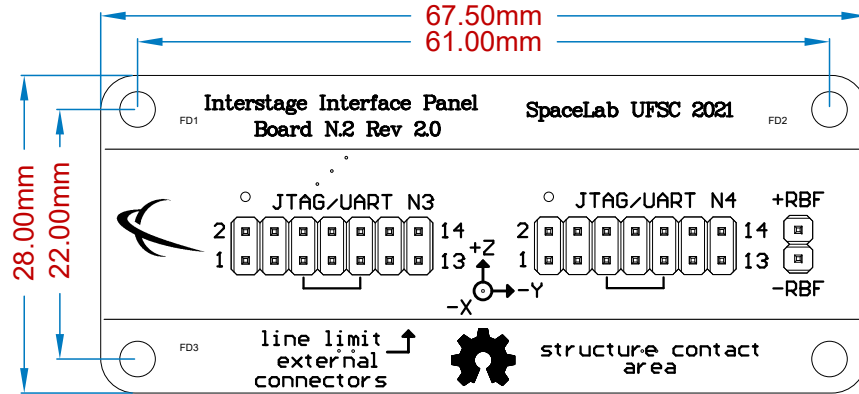 67.50mm
61.00mm
28.00mm
22.00mm
FD1
Interstage Interface Panel
Board N.2 Rev 2.0
SpaceLab UFSC 2021
FD2
JTAG/UART N3
JTAG/UART N4
+RBF
2
14
2
14
1
13
1
13
-RBF
+Z
-Y
-X
FD3
line limit
external
connectors
structure contact
area